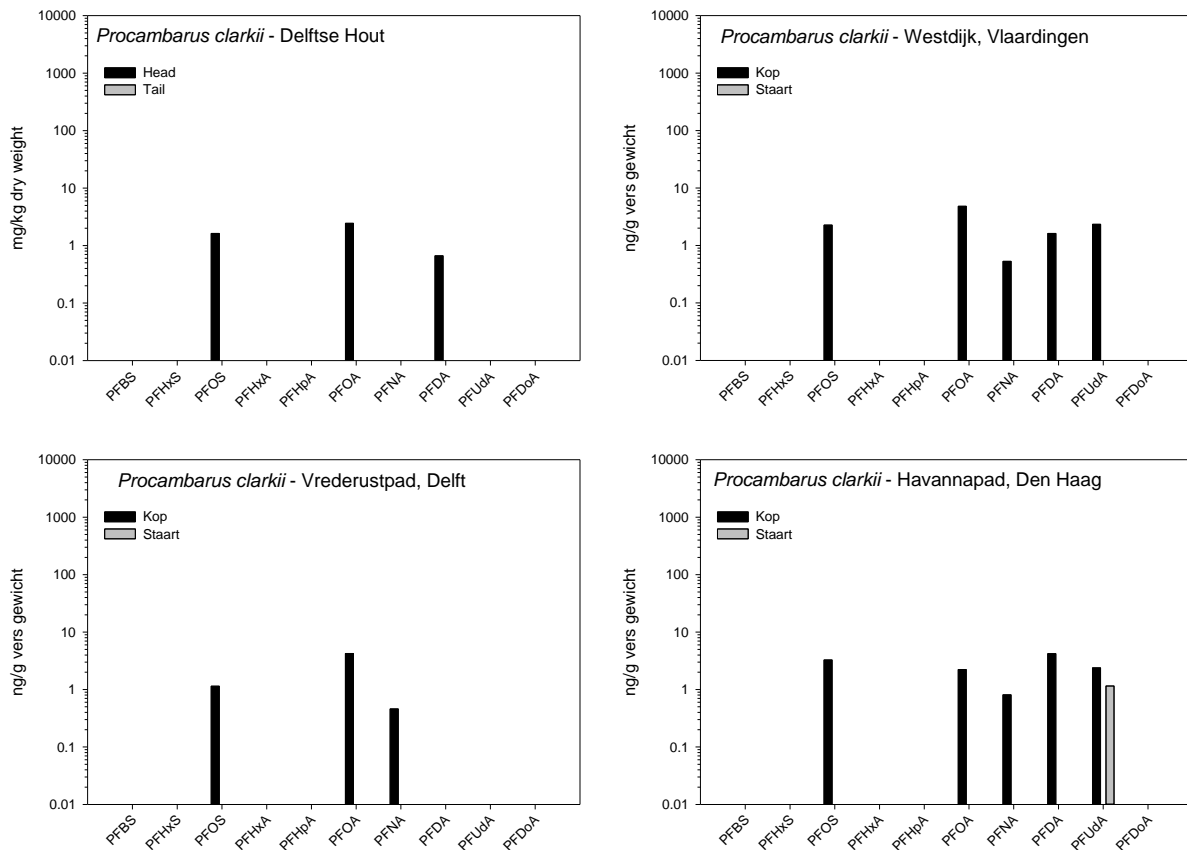 Procambarus clarkii - Delftse Hout
Head
Tail
mg/kg dry weight
10000
1000
100
10
1
0.1
0.01
PFBS
PFHxS
PFOS
PFHxA
PFHpA
PFOA
PFNA
PFDA
PFUdA
PFDoA
Procambarus clarkii - Westdijk, Vlaardingen
Kop
Staart
ng/g vers gewicht
10000
1000
100
10
1
0.1
0.01
PFBS
PFHxS
PFOS
PFHxA
PFHpA
PFOA
PFNA
PFDA
PFUdA
PFDoA
Procambarus clarkii - Vrederustpad, Delft
Kop
Staart
ng/g vers gewicht
10000
1000
100
10
1
0.1
0.01
PFBS
PFHxS
PFOS
PFHxA
PFHpA
PFOA
PFNA
PFDA
PFUdA
PFDoA
Procambarus clarkii - Havannapad, Den Haag
Kop
Staart
ng/g vers gewicht
10000
1000
100
10
1
0.1
0.01
PFBS
PFHxS
PFOS
PFHxA
PFHpA
PFOA
PFNA
PFDA
PFUdA
PFDoA